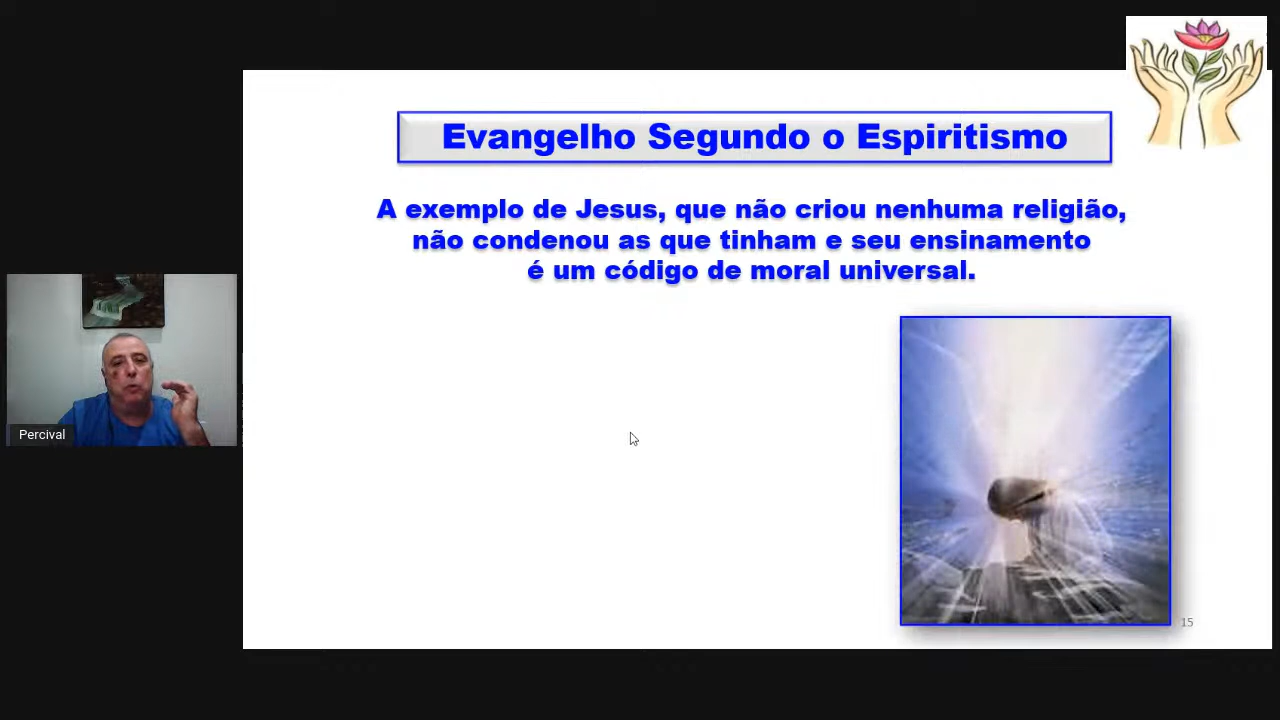 Evangelho Segundo o Espiritismo
A exemplo de Jesus, que não criou nenhuma religião,
não condenou as que tinham e seu ensinamento
é um código de moral universal.
Percival
15